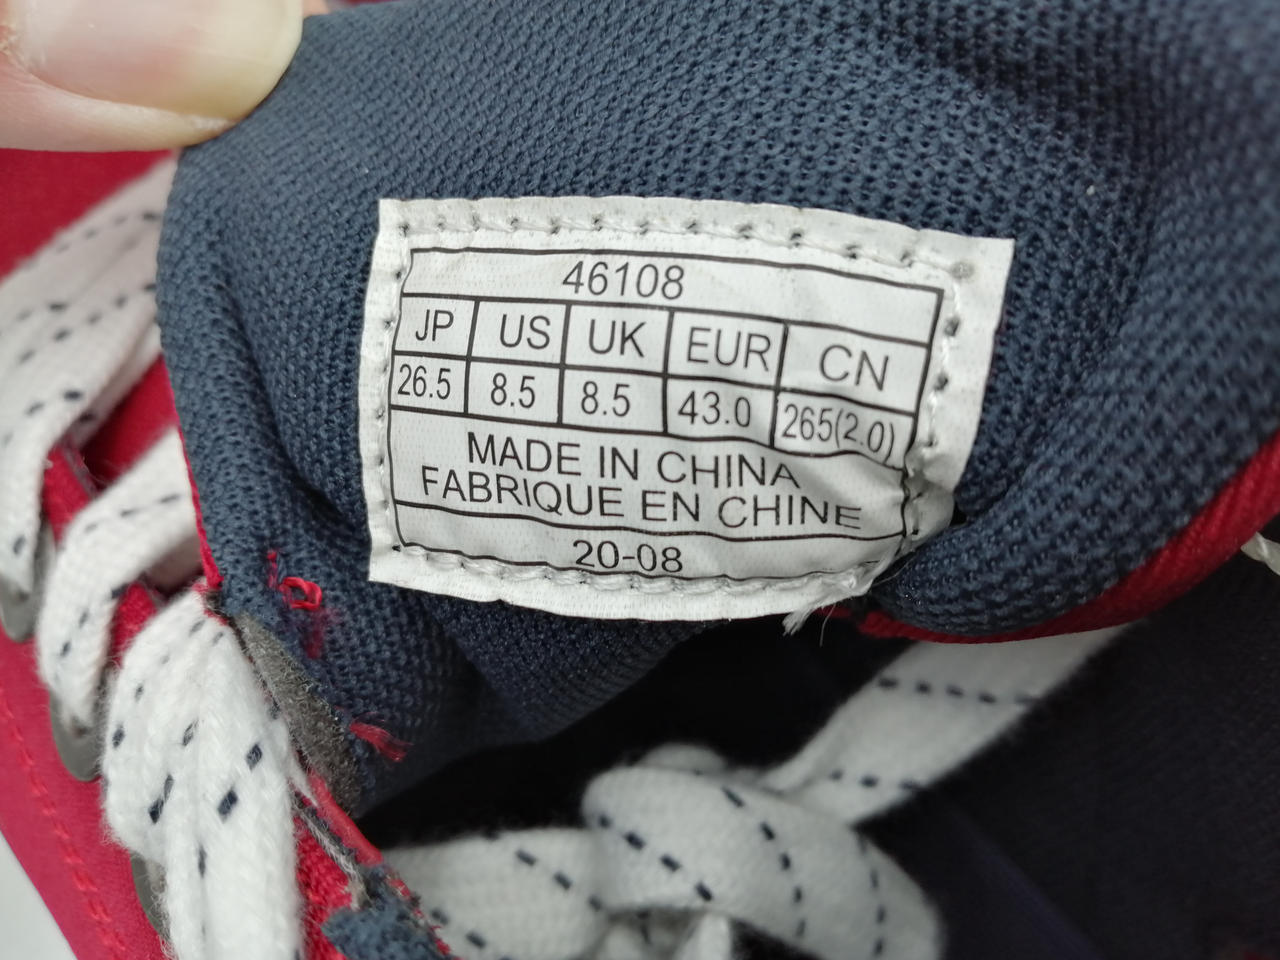 46108
JP US UK EUR CN
26.5 8.5 8.5 43.0 265(2.0)
MADE IN CHINA
FABRIQUE EN CHINE
20-08